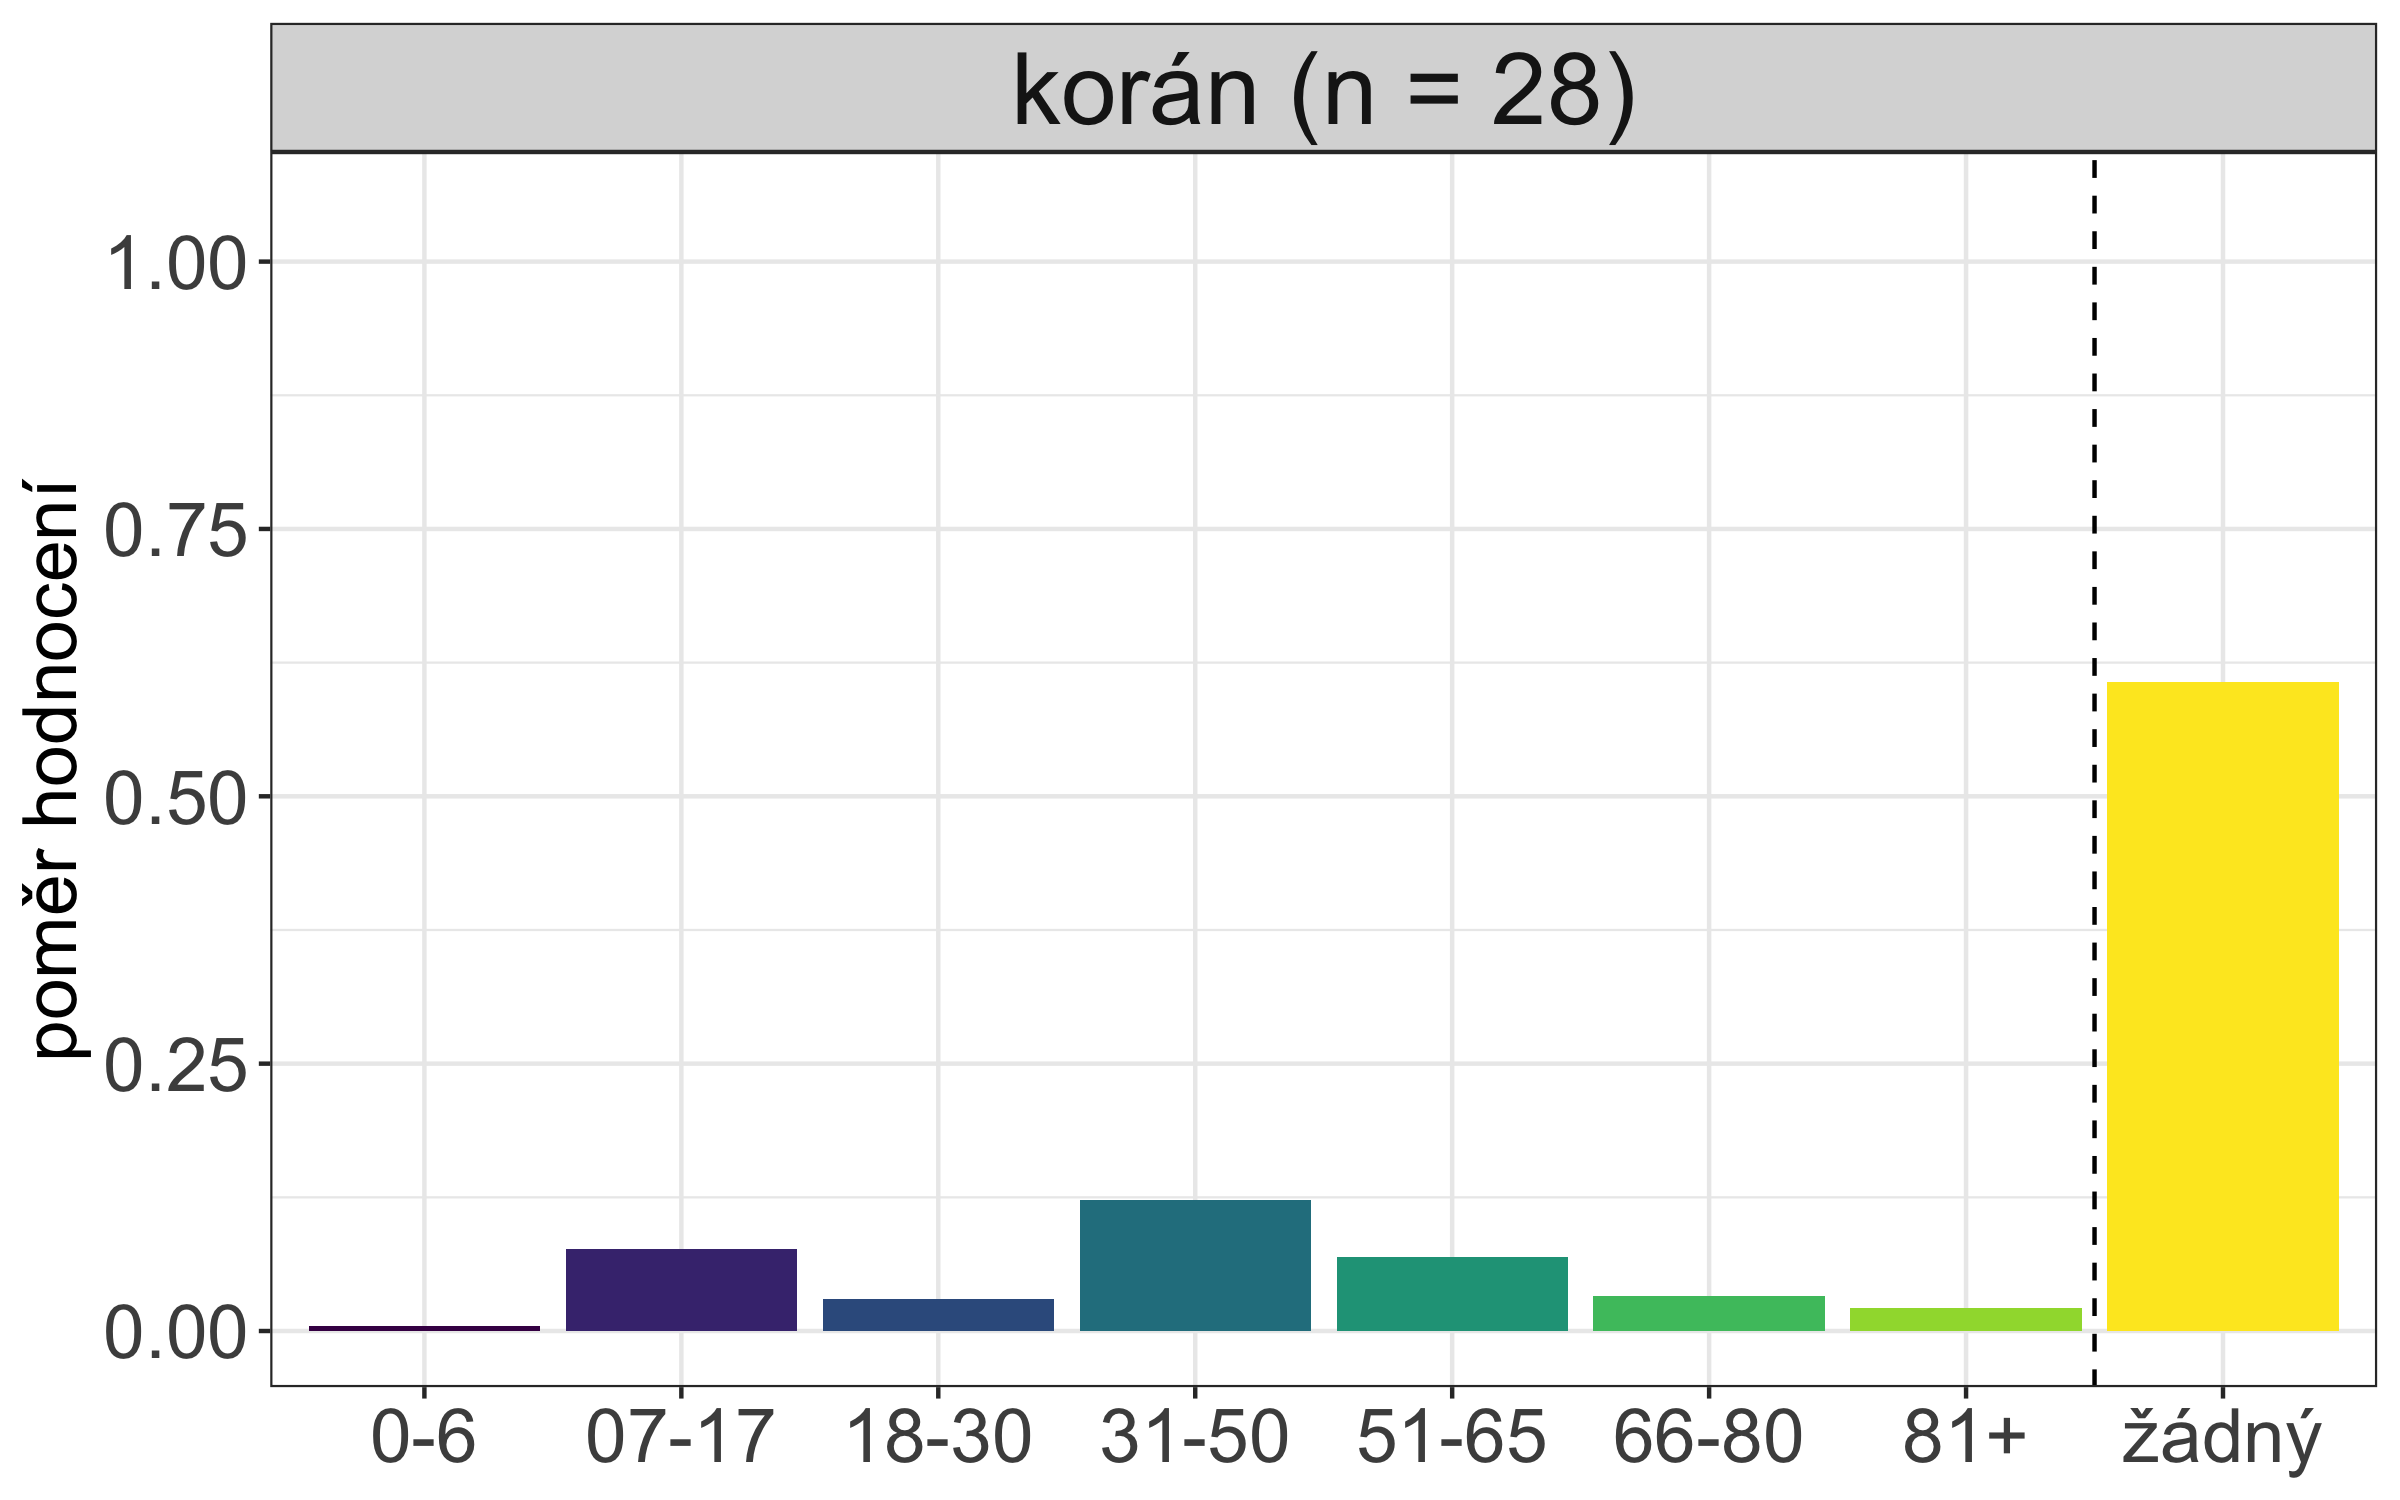 korán (n = 28)
poměr hodnocení
1.00
0.75
0.50
0.25
0.00
0-6 07-17 18-30 31-50 51-65 66-80 81+ žádný